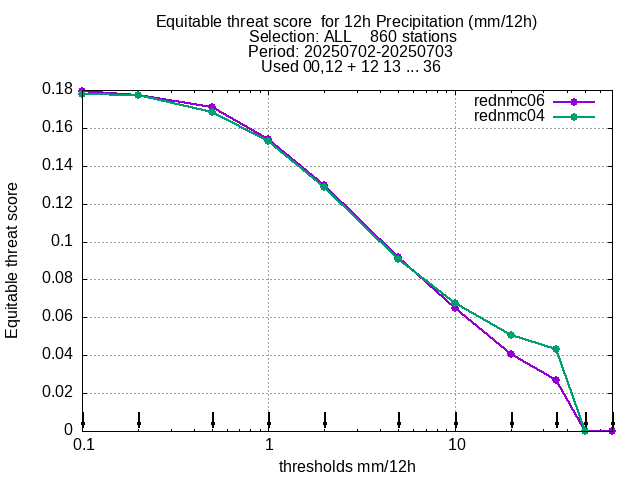 Equitable threat score  for 12h Precipitation (mm/12h)
Selection: ALL    860 stations
Period: 20250702-20250703
Used 00,12 + 12 13 ... 36
rednmc06
rednmc04
0.18
0.16
0.14
0.12
0.1
0.08
0.06
0.04
0.02
0
Equitable threat score
0.1 1 10
thresholds mm/12h